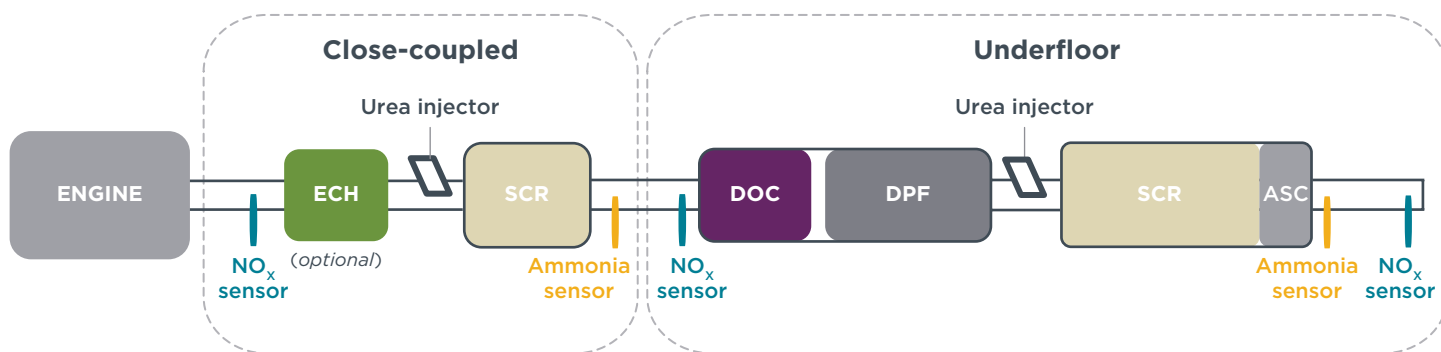 Close-coupled
Underfloor
Urea injector
Urea injector
ENGINE
ECH
SCR
DOC
DPF
SCR
ASC
(optional)
NOx
sensor
Ammonia
sensor
NOx
sensor
Ammonia
sensor
NOx
sensor